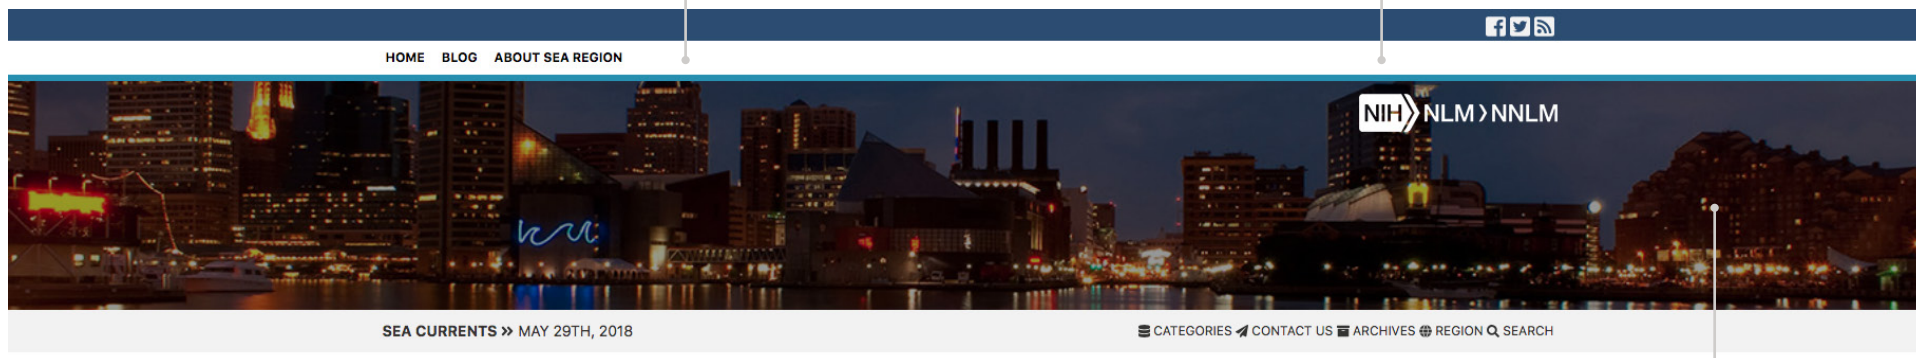 HOME BLOG ABOUT SEA REGION
NIH NLM NNLM
SEA CURRENTS » MAY 29TH, 2018
CATEGORIES CONTACT US ARCHIVES REGION SEARCH